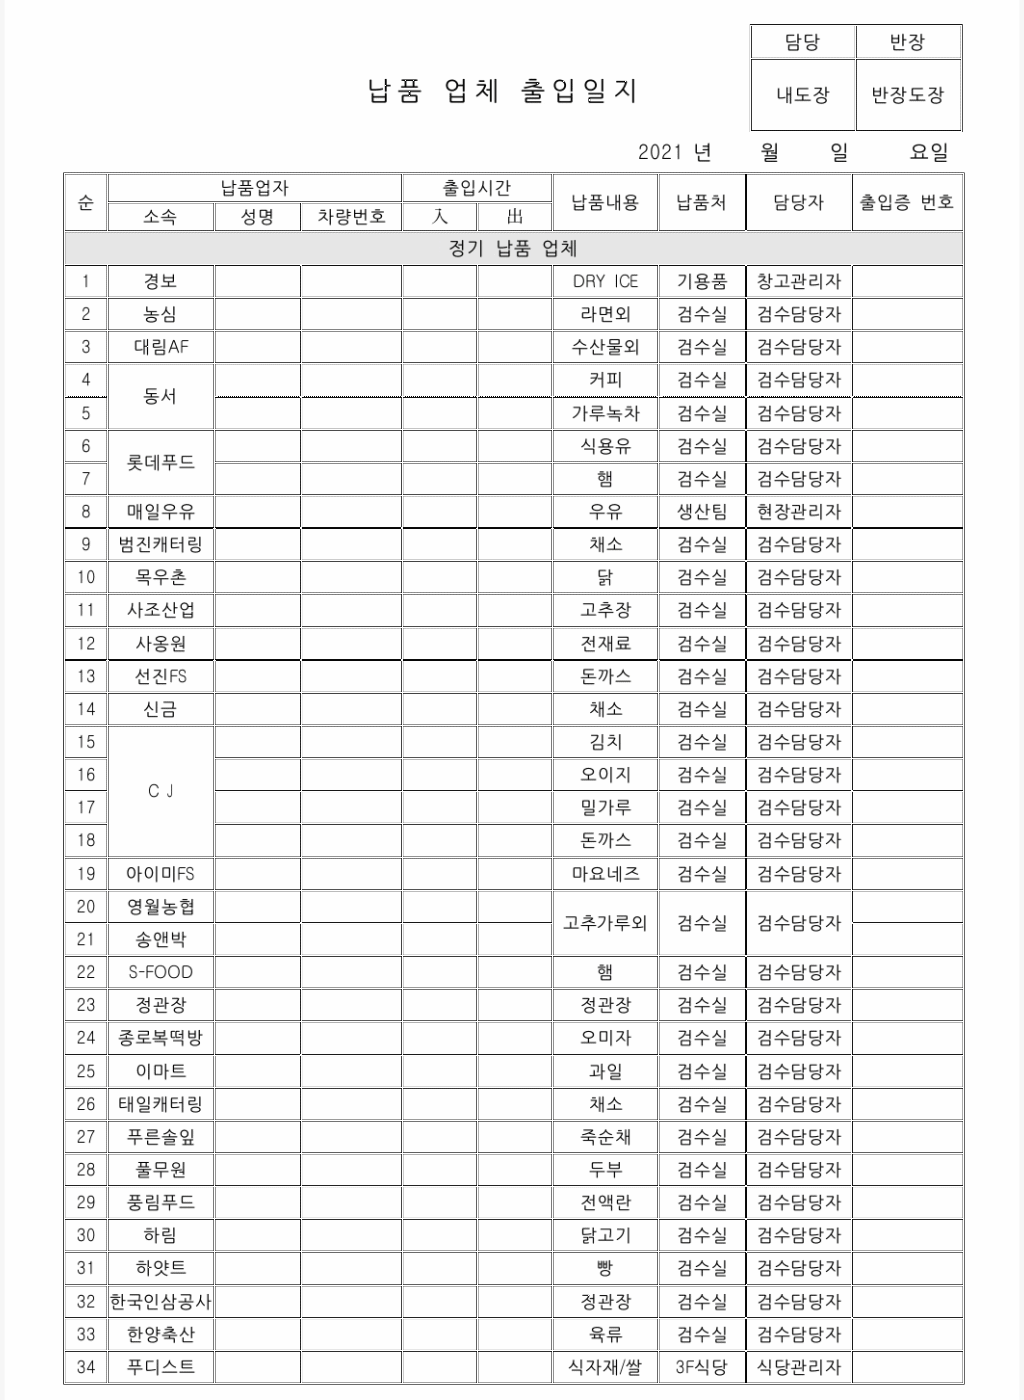 담당 반장
납품 업체 출입일지
내도장 반장도장
2021 년 월 일 요일
순 납품업자 출입시간 납품내용 납품처 담당자 출입증 번호
소속 성명 차량번호 入 出
정기 납품 업체
1 경보 DRY ICE 기용품 창고관리자
2 농심 라면외 검수실 검수담당자
3 대림AF 수산물외 검수실 검수담당자
4 동서 커피 검수실 검수담당자
5 가루녹차 검수실 검수담당자
6 롯데푸드 식용유 검수실 검수담당자
7 햄 검수실 검수담당자
8 매일우유 우유 생산팀 현장관리자
9 범진캐터링 채소 검수실 검수담당자
10 목우촌 닭 검수실 검수담당자
11 사조산업 고추장 검수실 검수담당자
12 사옹원 전재료 검수실 검수담당자
13 선진FS 돈까스 검수실 검수담당자
14 신금 채소 검수실 검수담당자
15 CJ 김치 검수실 검수담당자
16 오이지 검수실 검수담당자
17 밀가루 검수실 검수담당자
18 돈까스 검수실 검수담당자
19 아이미FS 마요네즈 검수실 검수담당자
20 영월농협 고추가루외 검수실 검수담당자
21 송앤박
22 S-FOOD 햄 검수실 검수담당자
23 정관장 정관장 검수실 검수담당자
24 종로복떡방 오미자 검수실 검수담당자
25 이마트 과일 검수실 검수담당자
26 태일캐터링 채소 검수실 검수담당자
27 푸른솔잎 죽순채 검수실 검수담당자
28 풀무원 두부 검수실 검수담당자
29 풍림푸드 전액란 검수실 검수담당자
30 하림 닭고기 검수실 검수담당자
31 하얏트 빵 검수실 검수담당자
32 한국인삼공사 정관장 검수실 검수담당자
33 한양축산 육류 검수실 검수담당자
34 푸디스트 식자재/쌀 3F식당 식당관리자